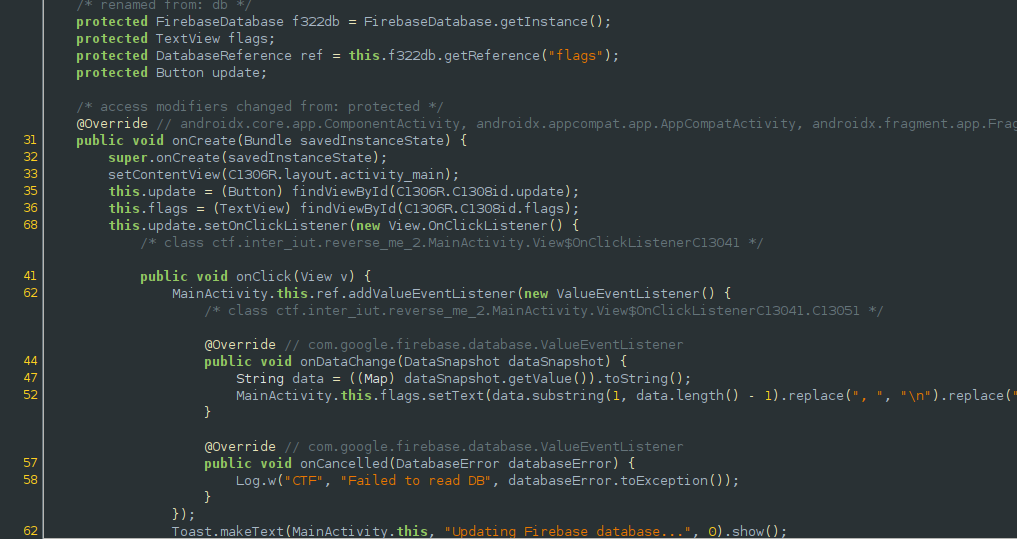 /* renamed from: db */
protected FirebaseDatabase f322db = FirebaseDatabase.getInstance();
protected TextView flags;
protected DatabaseReference ref = this.f322db.getReference("flags");
protected Button update;
/* access modifiers changed from: protected */
@Override // androidx.core.app.ComponentActivity, androidx.appcompat.app.AppCompatActivity, androidx.fragment.app.Frag
31 public void onCreate(Bundle savedInstanceState) {
32 super.onCreate(savedInstanceState);
33 setContentView(C1306R.layout.activity_main);
35 this.update = (Button) findViewById(C1306R.C1308id.update);
36 this.flags = (TextView) findViewById(C1306R.C1308id.flags);
68 this.update.setOnClickListener(new View.OnClickListener() {
/* class ctf.inter_iut.reverse_me_2.MainActivity.View$OnClickListenerC13041 */
41 public void onClick(View v) {
62 MainActivity.this.ref.addValueEventListener(new ValueEventListener() {
/* class ctf.inter_iut.reverse_me_2.MainActivity.View$OnClickListenerC13041.C13051 */
@Override // com.google.firebase.database.ValueEventListener
44 public void onDataChange(DataSnapshot dataSnapshot) {
47 String data = ((Map) dataSnapshot.getValue()).toString();
52 MainActivity.this.flags.setText(data.substring(1, data.length() - 1).replace(", ", "\n").replace("
}
@Override // com.google.firebase.database.ValueEventListener
57 public void onCancelled(DatabaseError databaseError) {
58 Log.w("CTF", "Failed to read DB", databaseError.toException());
}
});
62 Toast.makeText(MainActivity.this, "Updating Firebase database...", 0).show();